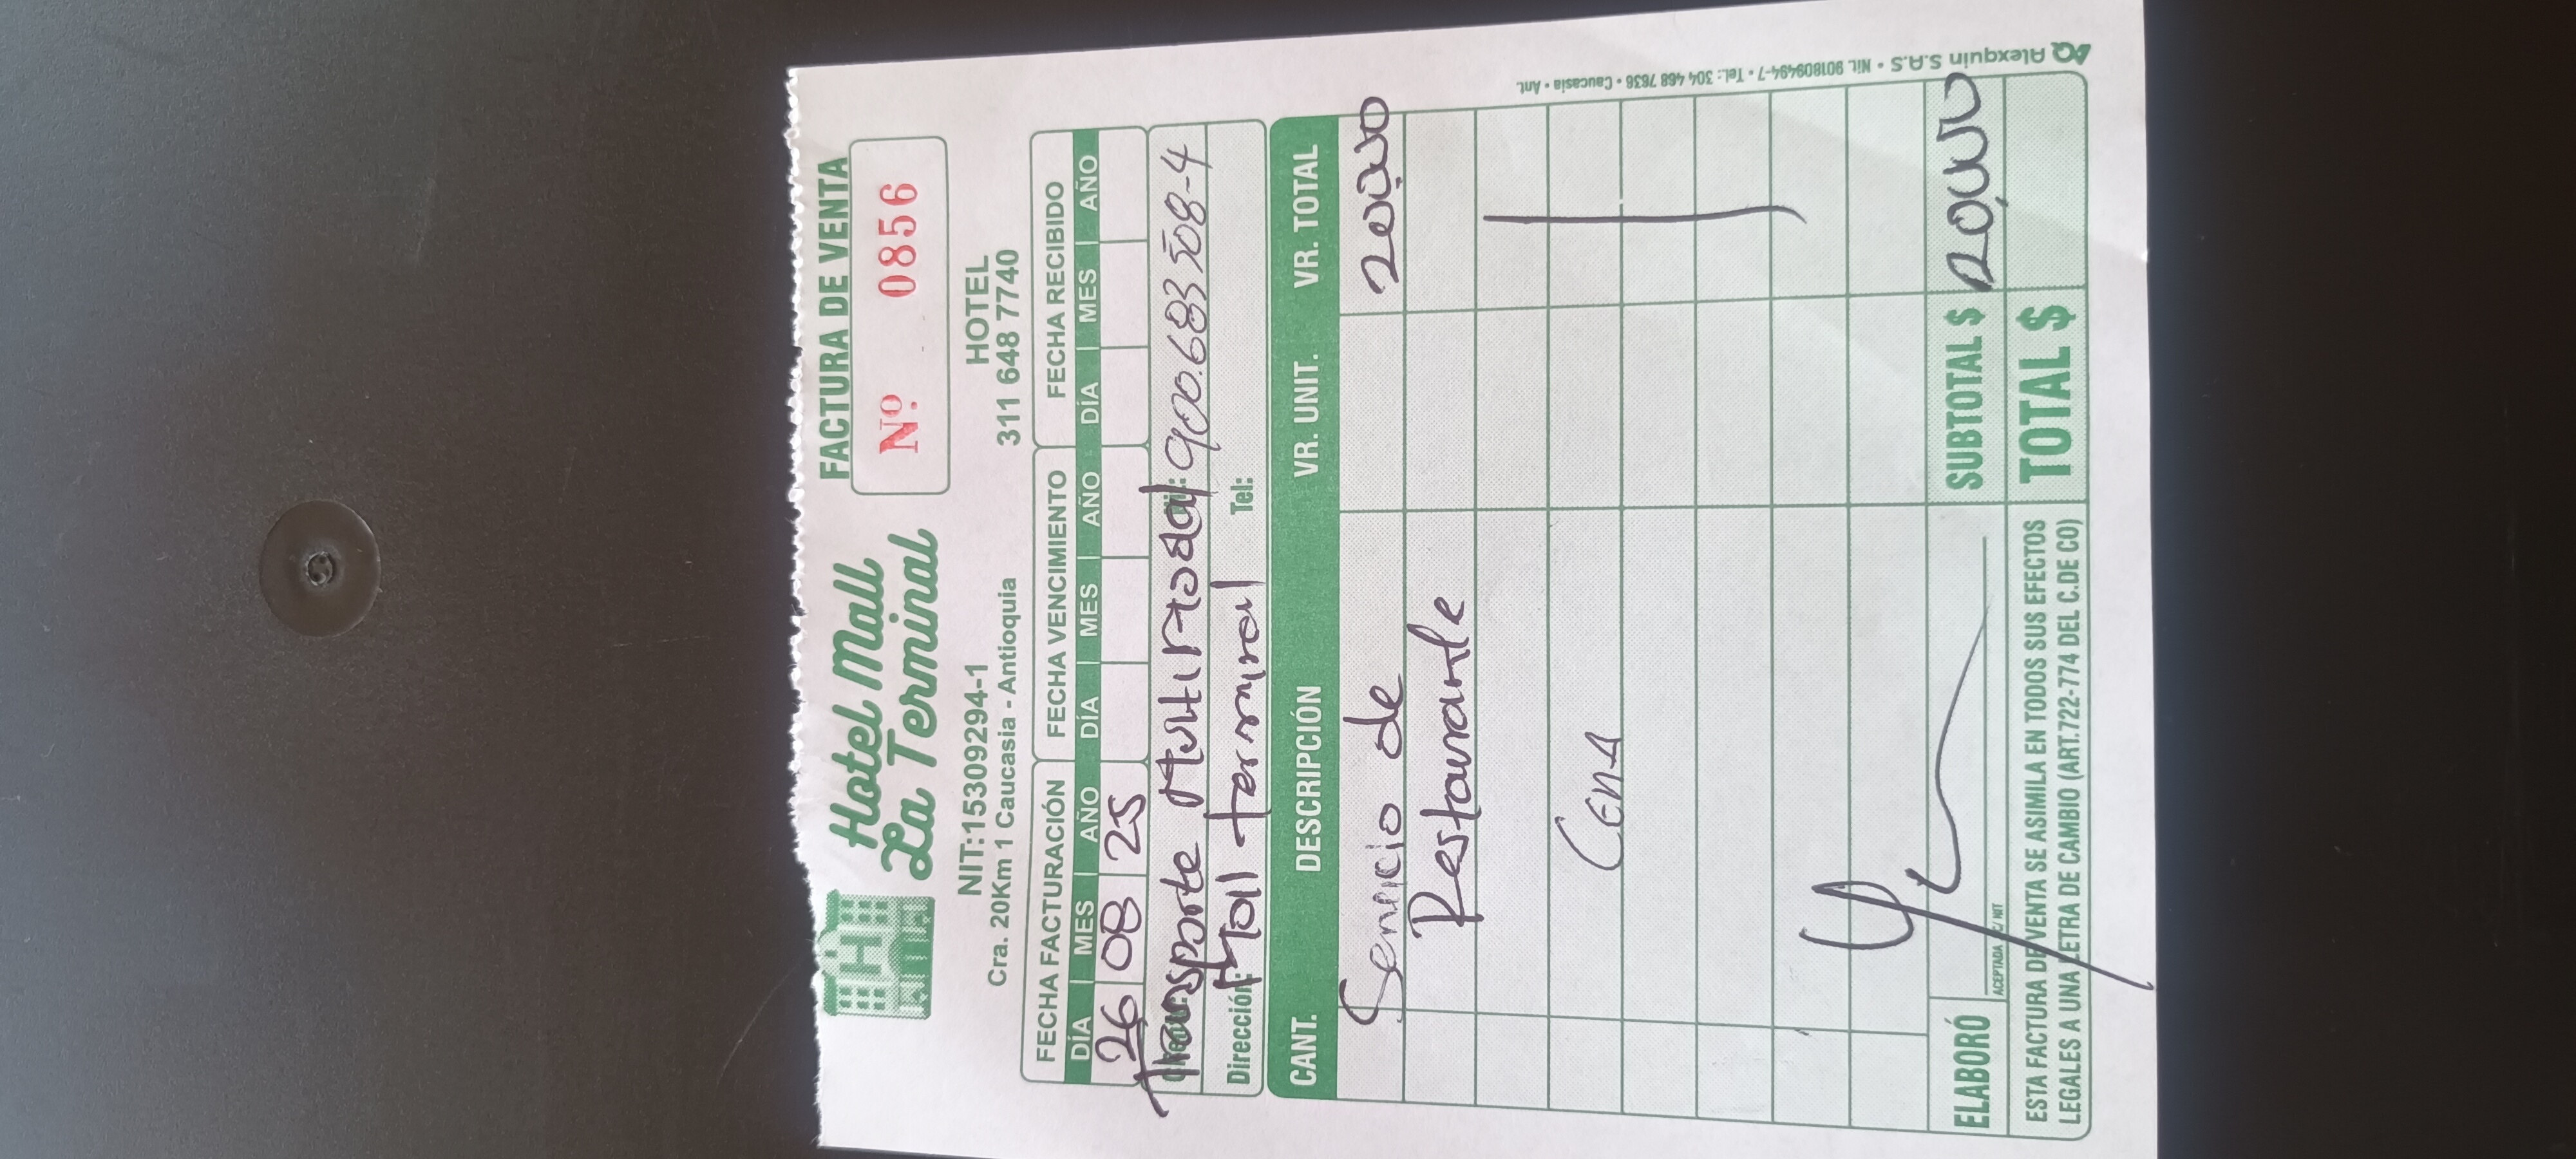 Hotel Mall
La Terminal
FACTURA DE VENTA
Nº. 0856
NIT:15309294-1
Cra. 20Km 1 Caucasia - Antioquia
HOTEL
311 648 7740
FECHA FACTURACIÓN FECHA VENCIMIENTO FECHA RECIBIDO
DÍA MES AÑO DÍA MES AÑO DÍA MES AÑO
26 08 25
Transporte Multimodal 900.683508-4
Dirección: Mall terminal Tel:
CANT. DESCRIPCIÓN VR. UNIT. VR. TOTAL
Servicio de 20000
Restaurante
CENA
SUBTOTAL $ 20000
TOTAL $
ELABORÓ
ACEPTADA C/ NIT
ESTA FACTURA DE VENTA SE ASIMILA EN TODOS SUS EFECTOS
LEGALES A UNA LETRA DE CAMBIO (ART.722-774 DEL C.DE CO)
Alexquin S.A.S • Nit. 901809494-7 • Tel.: 304 468 7636 • Caucasia • Ant.